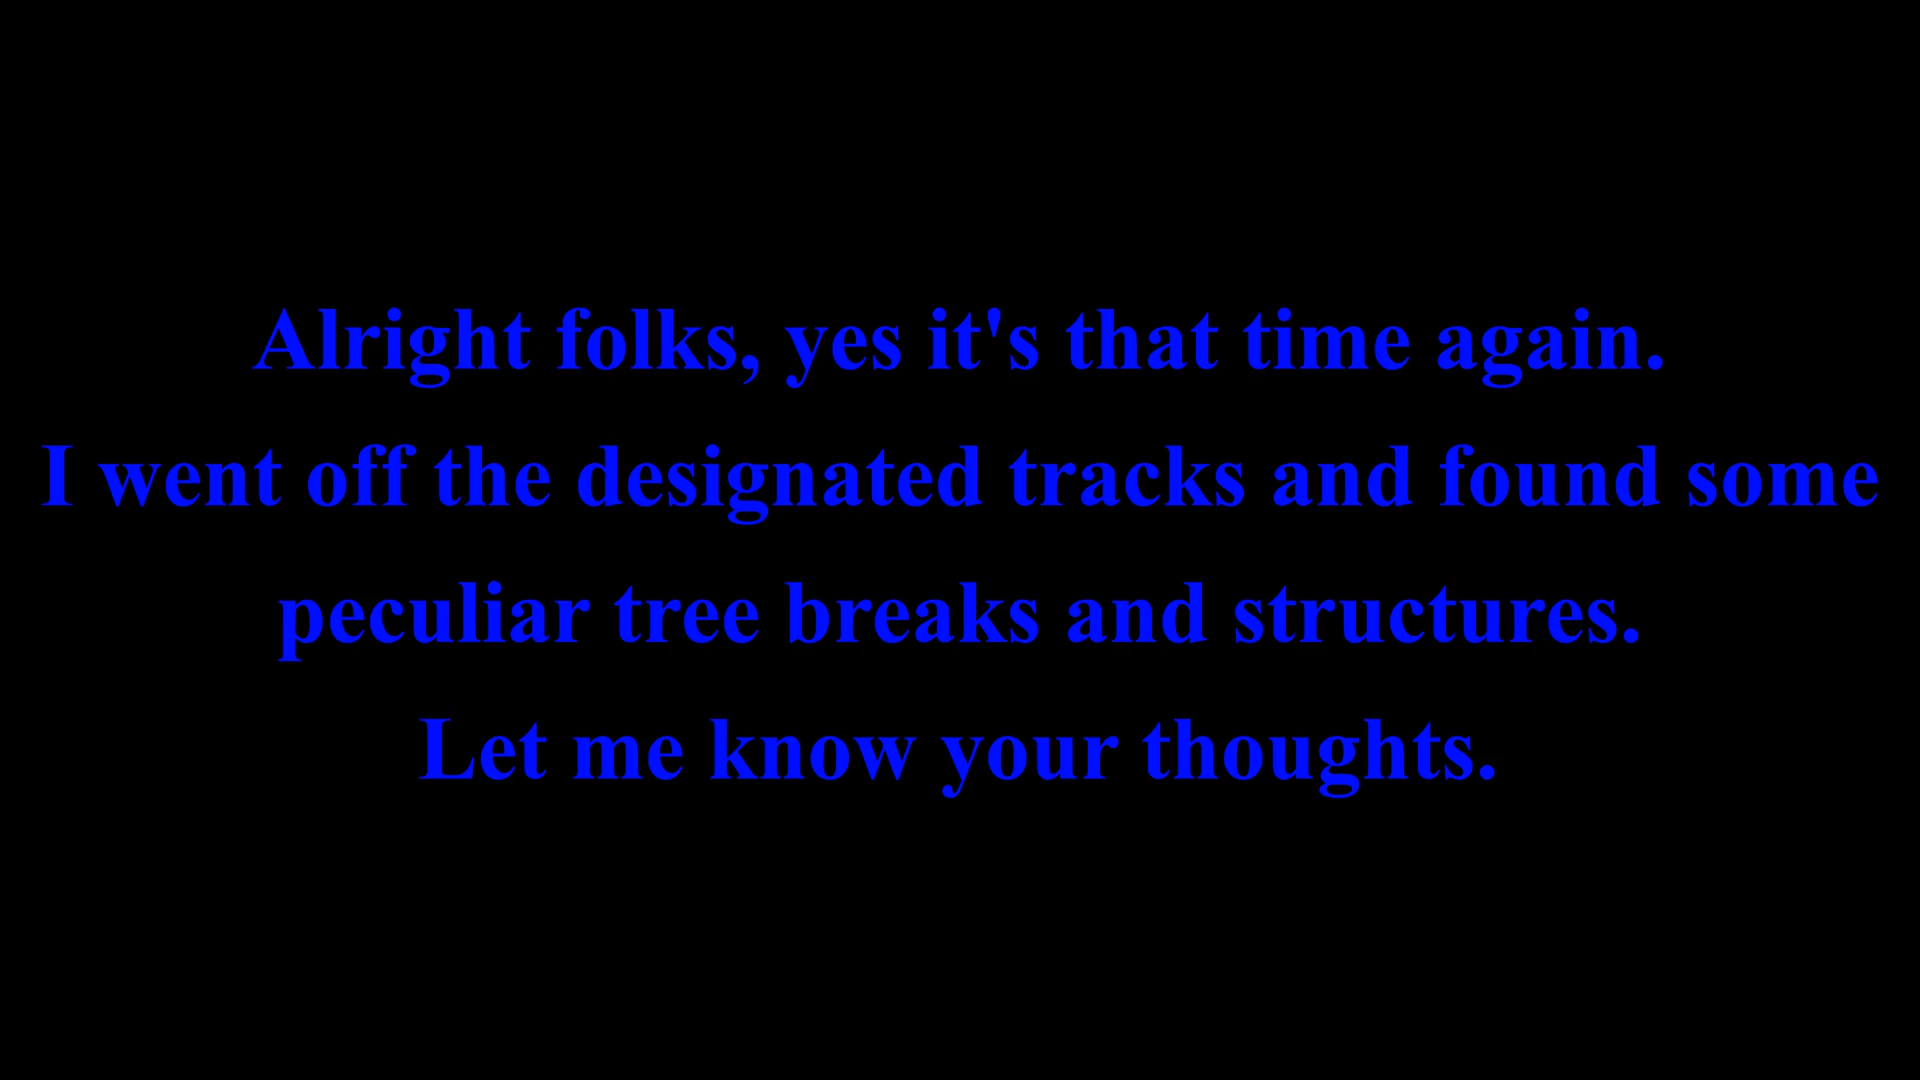 Alright folks, yes it's that time again.
I went off the designated tracks and found some
peculiar tree breaks and structures.
Let me know your thoughts.